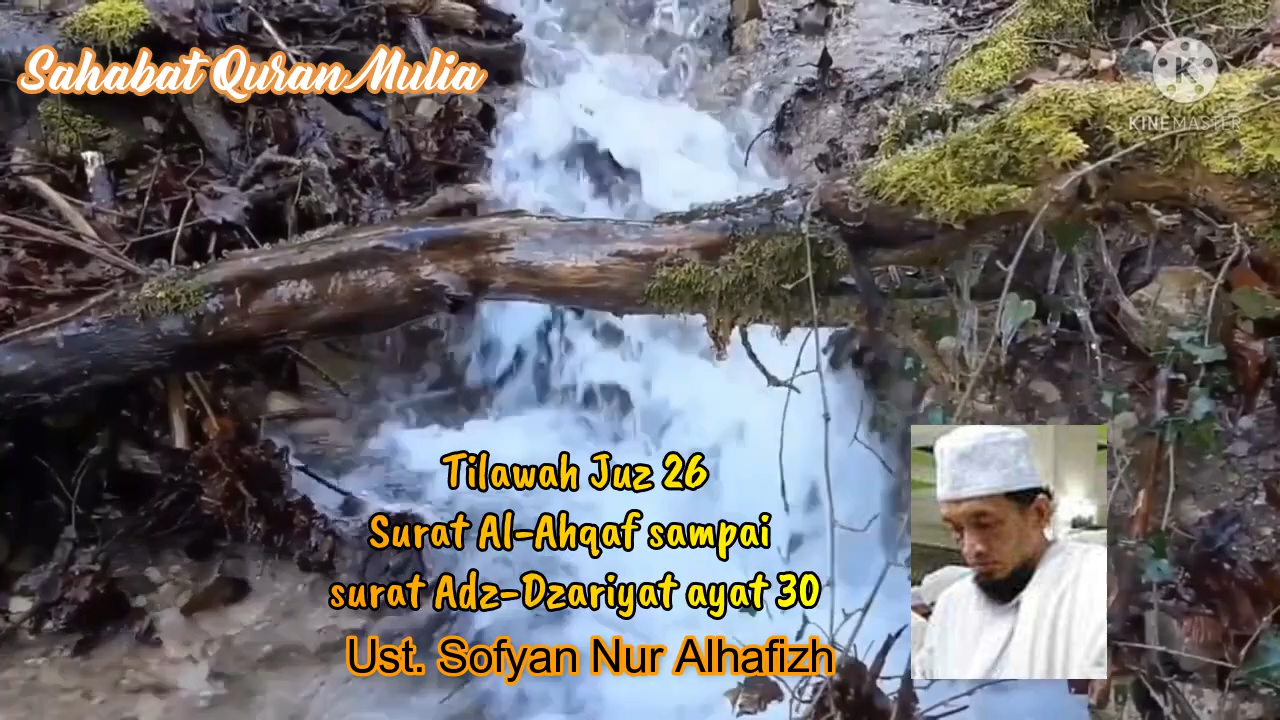 Sahabat Quran Mulia
KINEMASTER
Tilawah Juz 26
Surat Al-Ahqaf sampai
surat Adz-Dzariyat ayat 30
Ust. Sofyan Nur Alhafizh